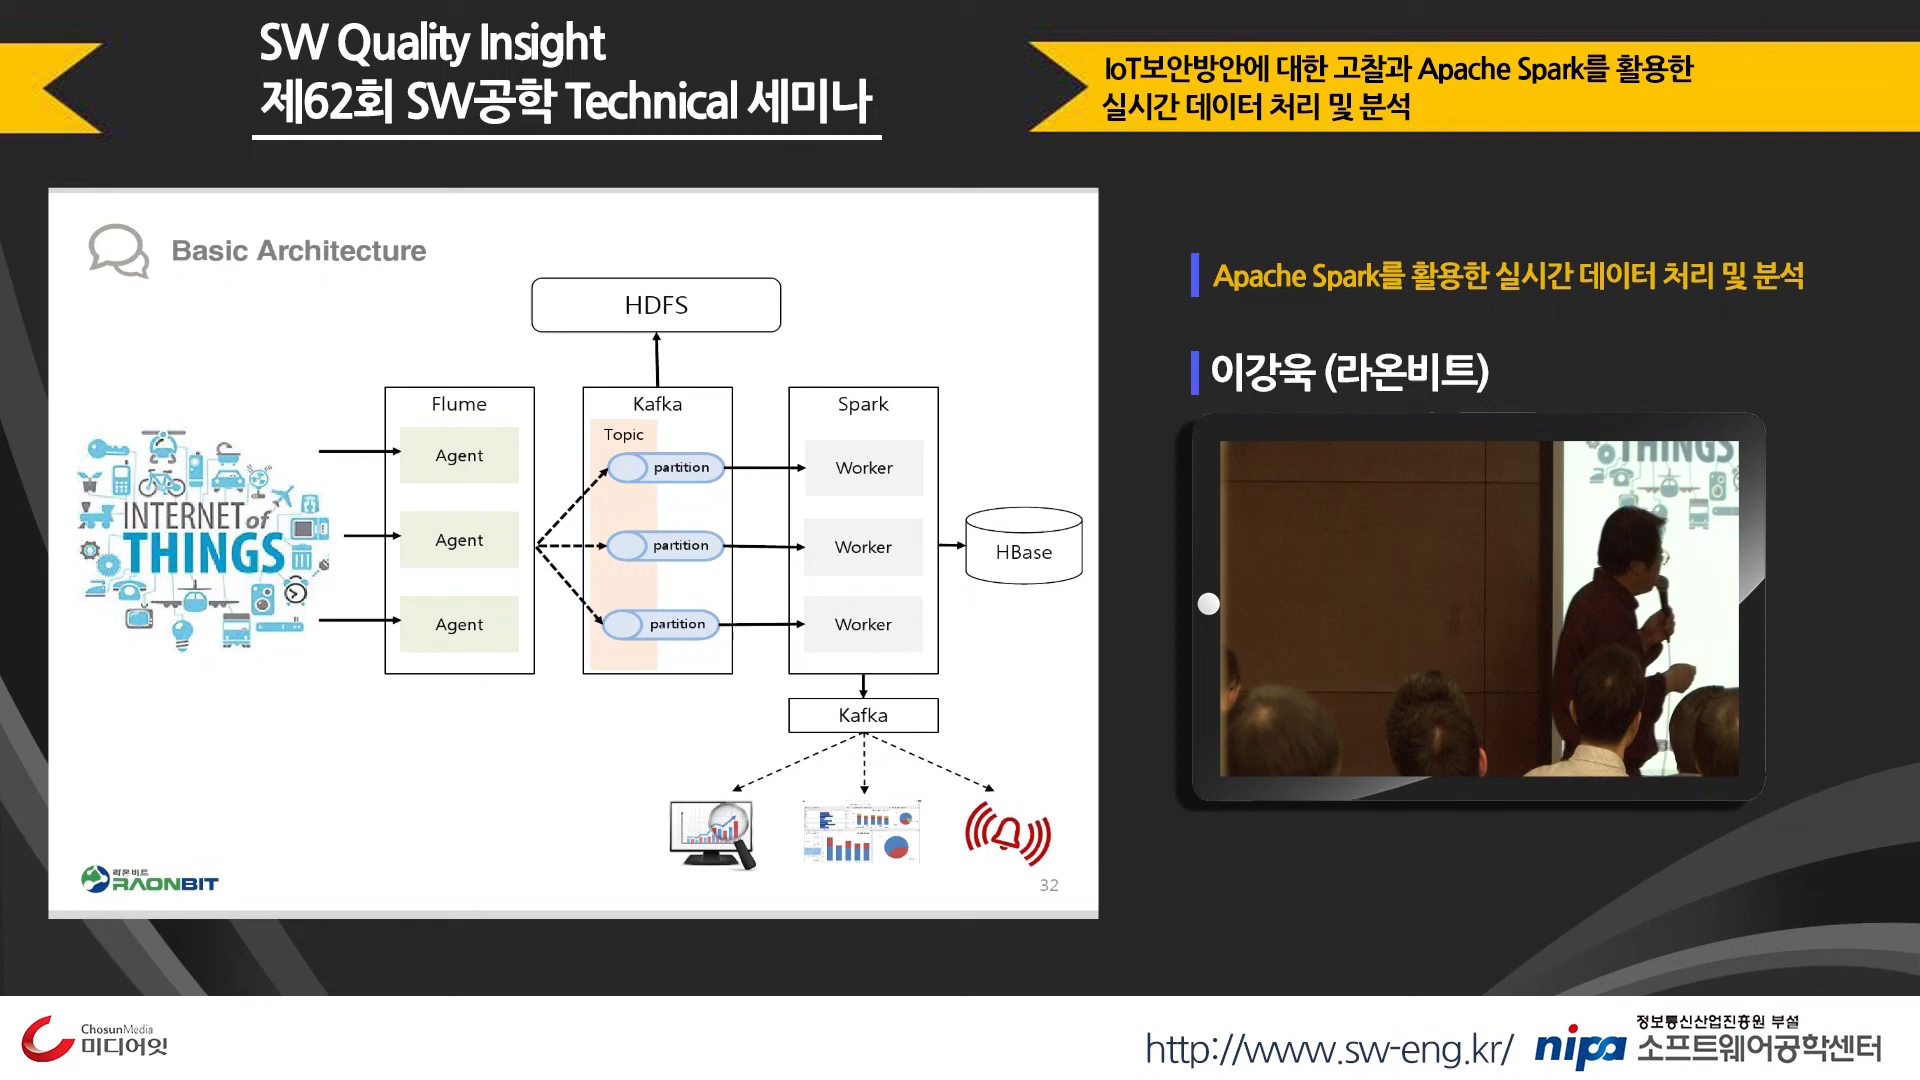 SW Quality Insight
제62회 SW공학 Technical 세미나
IoT보안방안에 대한 고찰과 Apache Spark를 활용한
실시간 데이터 처리 및 분석
Basic Architecture
HDFS
Flume
Kafka
Spark
Topic
Agent
partition
Worker
INTERNET of
THINGS
Agent
partition
Worker
HBase
Agent
partition
Worker
Kafka
라온비트
RAONBIT
32
Apache Spark를 활용한 실시간 데이터 처리 및 분석
이강욱 (라온비트)
THINGS
ChosunMedia
미디어잇
http://www.sw-eng.kr/
nipa
정보통신산업진흥원 부설
소프트웨어공학센터